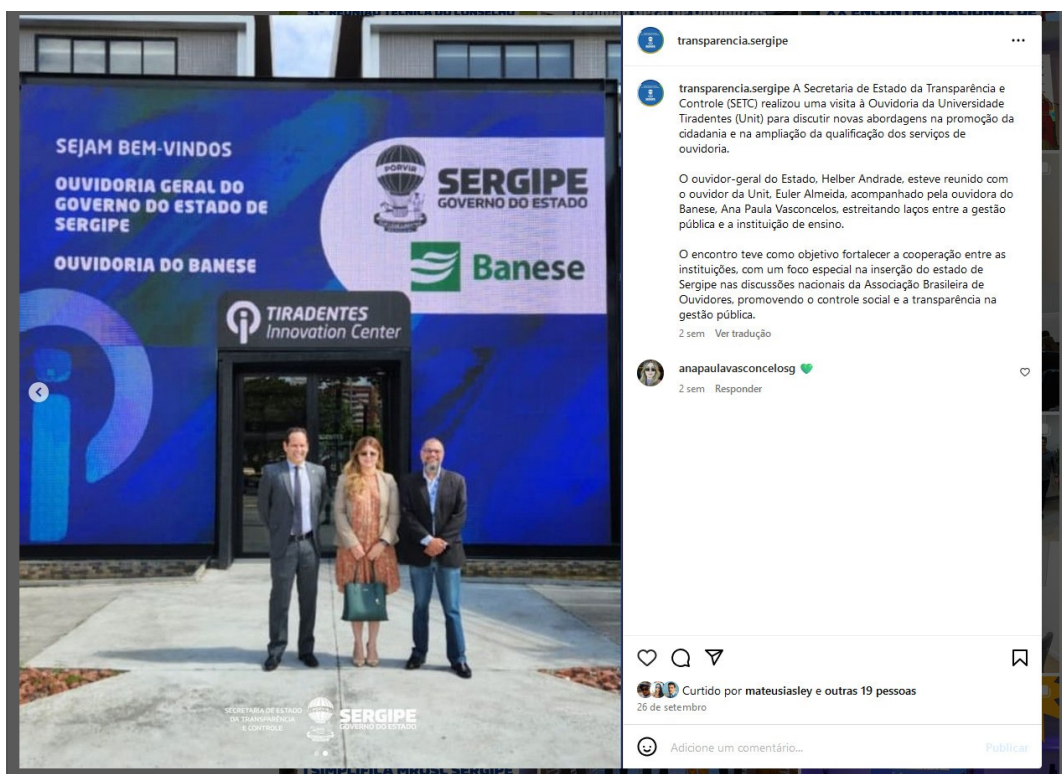 SEJAM BEM-VINDOS
OUVIDORIA GERAL DO
GOVERNO DO ESTADO DE
SERGIPE
OUVIDORIA DO BANESE
PORVIR
SERGIPE
GOVERNO DO ESTADO
Banese
TIRADENTES
Innovation Center
SECRETARIA DE ESTADO
DA TRANSPARÊNCIA
E CONTROLE
SERGIPE
GOVERNO DO ESTADO
transparencia.sergipe
transparencia.sergipe A Secretaria de Estado da Transparência e
Controle (SETC) realizou uma visita à Ouvidoria da Universidade
Tiradentes (Unit) para discutir novas abordagens na promoção da
cidadania e na ampliação da qualificação dos serviços de
ouvidoria.
O ouvidor-geral do Estado, Helber Andrade, esteve reunido com
o ouvidor da Unit, Euler Almeida, acompanhado pela ouvidora do
Banese, Ana Paula Vasconcelos, estreitando laços entre a gestão
pública e a instituição de ensino.
O encontro teve como objetivo fortalecer a cooperação entre as
instituições, com um foco especial na inserção do estado de
Sergipe nas discussões nacionais da Associação Brasileira de
Ouvidores, promovendo o controle social e a transparência na
gestão pública.
2 sem Ver tradução
anapaulavasconcelosg 💚
2 sem Responder
Curtido por mateusiasley e outras 19 pessoas
26 de setembro
Adicione um comentário...
Publicar